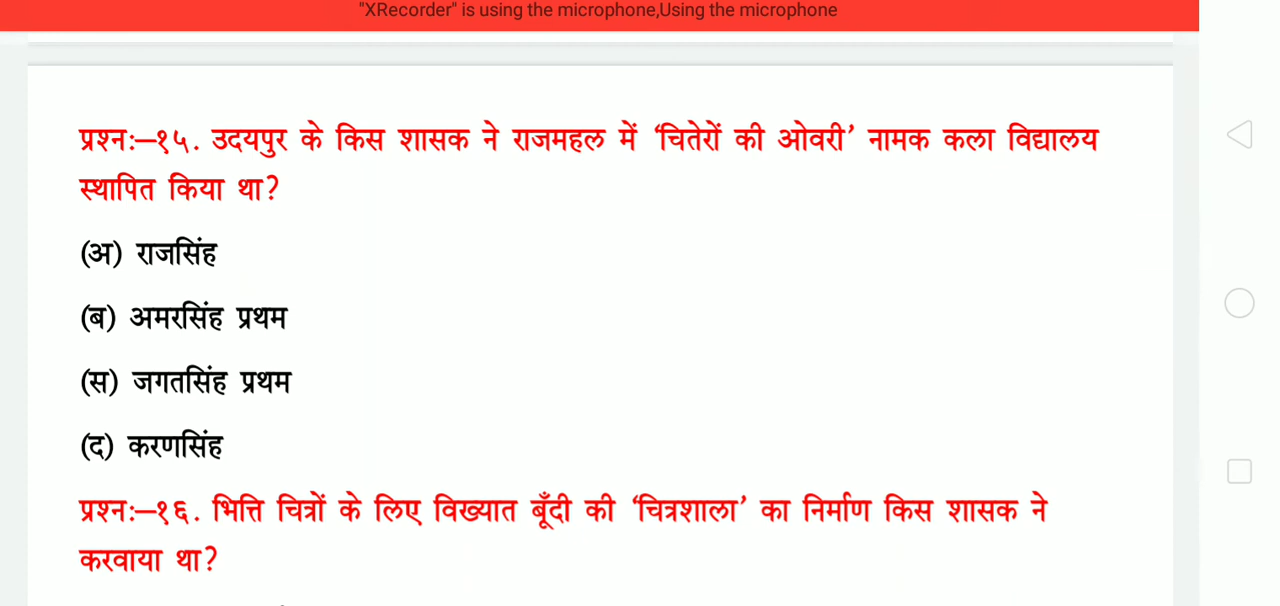 "XRecorder" is using the microphone,Using the microphone
प्रश्नः–१५. उदयपुर के किस शासक ने राजमहल में ‘चितेरों की ओवरी’ नामक कला विद्यालय
स्थापित किया था?
(अ) राजसिंह
(ब) अमरसिंह प्रथम
(स) जगतसिंह प्रथम
(द) करणसिंह
प्रश्नः–१६. भित्ति चित्रों के लिए विख्यात बूँदी की ‘चित्रशाला’ का निर्माण किस शासक ने
करवाया था?